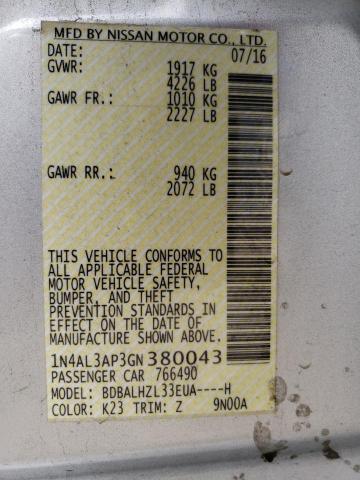 MFD BY NISSAN MOTOR CO., LTD.
DATE: 07/16
GVWR: 1917 KG
4226 LB
GAWR FR.: 1010 KG
2227 LB
GAWR RR.: 940 KG
2072 LB
THIS VEHICLE CONFORMS TO
ALL APPLICABLE FEDERAL
MOTOR VEHICLE SAFETY,
BUMPER, AND THEFT
PREVENTION STANDARDS IN
EFFECT ON THE DATE OF
MANUFACTURE SHOWN ABOVE.
1N4AL3AP3GN380043
PASSENGER CAR 766490
MODEL: BDBALHZL33EUA----H
COLOR: K23 TRIM: Z 9N00A